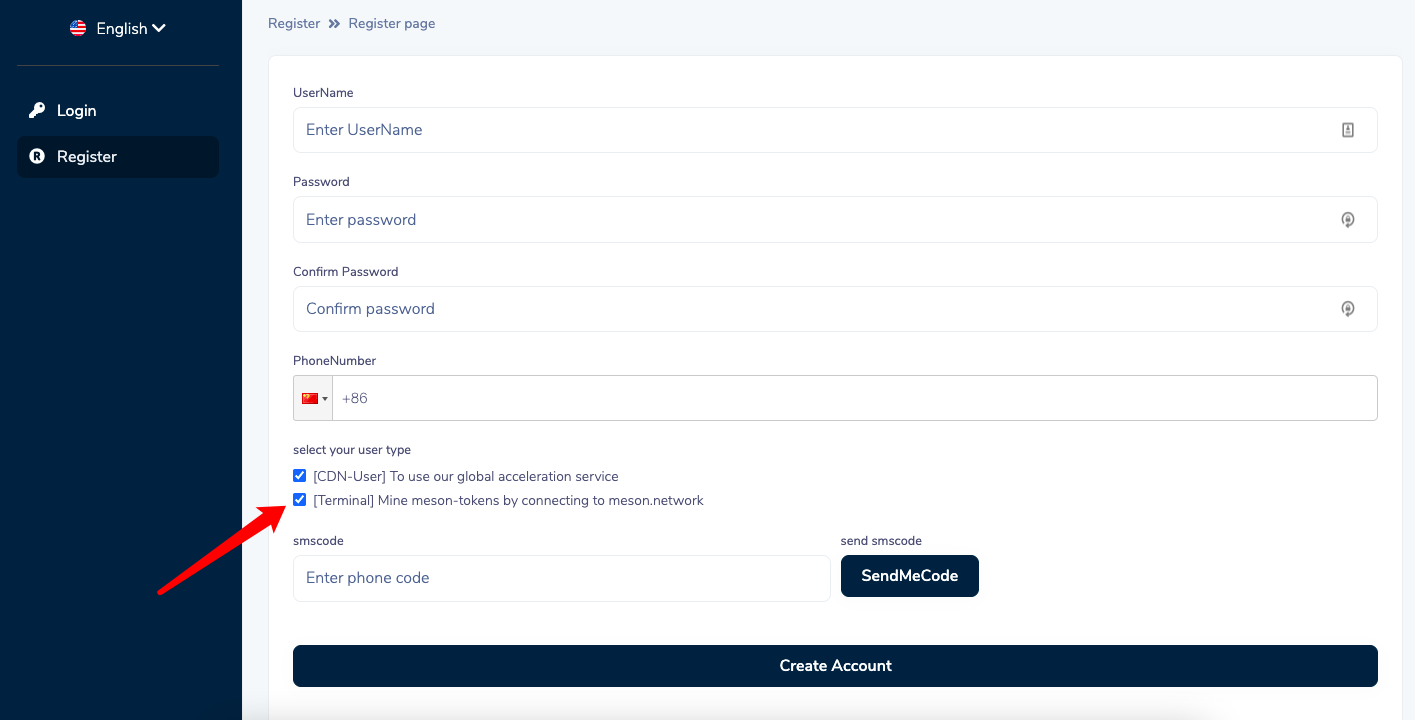 English
Login
Register
Register » Register page
UserName
Enter UserName
Password
Enter password
Confirm Password
Confirm password
PhoneNumber
+86
select your user type
[CDN-User] To use our global acceleration service
[Terminal] Mine meson-tokens by connecting to meson.network
smscode
send smscode
Enter phone code
SendMeCode
Create Account